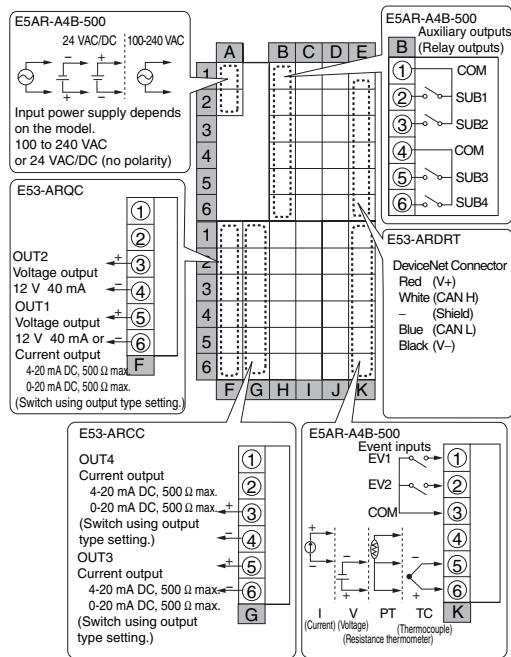 E5AR-A4B-500
24 VAC/DC
100-240 VAC
+ − − +
Input power supply depends
on the model.
100 to 240 VAC
or 24 VAC/DC (no polarity)
A B C D E
1
2
3
4
5
6
1
2
3
4
5
6
F G H I J K
E5AR-A4B-500
Auxiliary outputs
(Relay outputs)
B
1 COM
2 SUB1
3 SUB2
4 COM
5 SUB3
6 SUB4
E53-ARQC
1
2
OUT2
Voltage output
12 V 40 mA
+ 3
− 4
OUT1
Voltage output
12 V 40 mA or
Current output
4-20 mA DC, 500 Ω max.
0-20 mA DC, 500 Ω max.
(Switch using output type setting.)
+ 5
− 6
F
E53-ARDRT
DeviceNet Connector
Red (V+)
White (CAN H)
– (Shield)
Blue (CAN L)
Black (V–)
E53-ARCC
OUT4
Current output
4-20 mA DC, 500 Ω max.
0-20 mA DC, 500 Ω max.
(Switch using output
type setting.)
OUT3
Current output
4-20 mA DC, 500 Ω max.
0-20 mA DC, 500 Ω max.
(Switch using output
type setting.)
1
2
+ 3
− 4
+ 5
− 6
G
E5AR-A4B-500
Event inputs
EV1 1
EV2 2
COM 3
4
5
6
K
+ − − + − +
I V PT TC
(Current) (Voltage) (Thermocouple)
(Resistance thermometer)